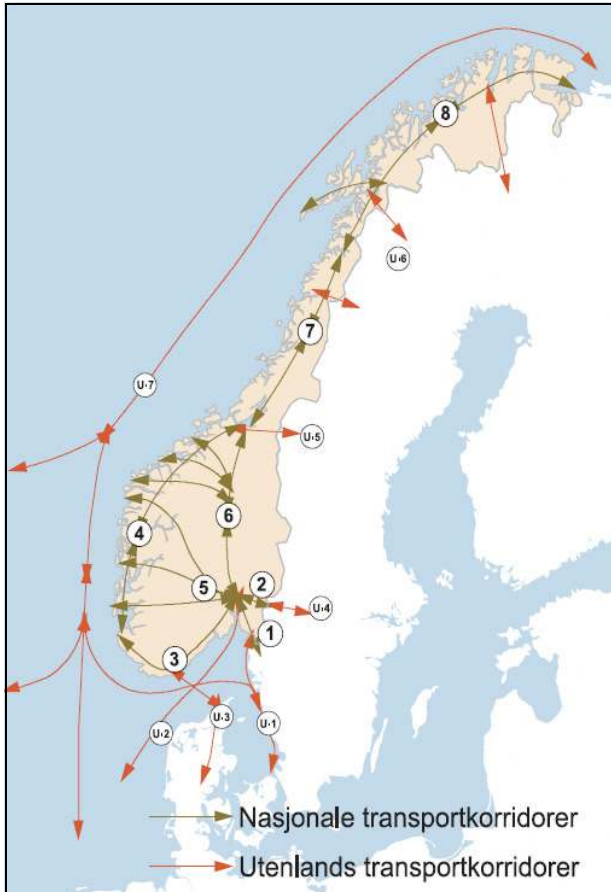 8
U-6
7
U-7
U-5
6
4
5
2
U-4
1
3
U-3
U-1
U-2
Nasjonale transportkorridorer
Utenlands transportkorridorer